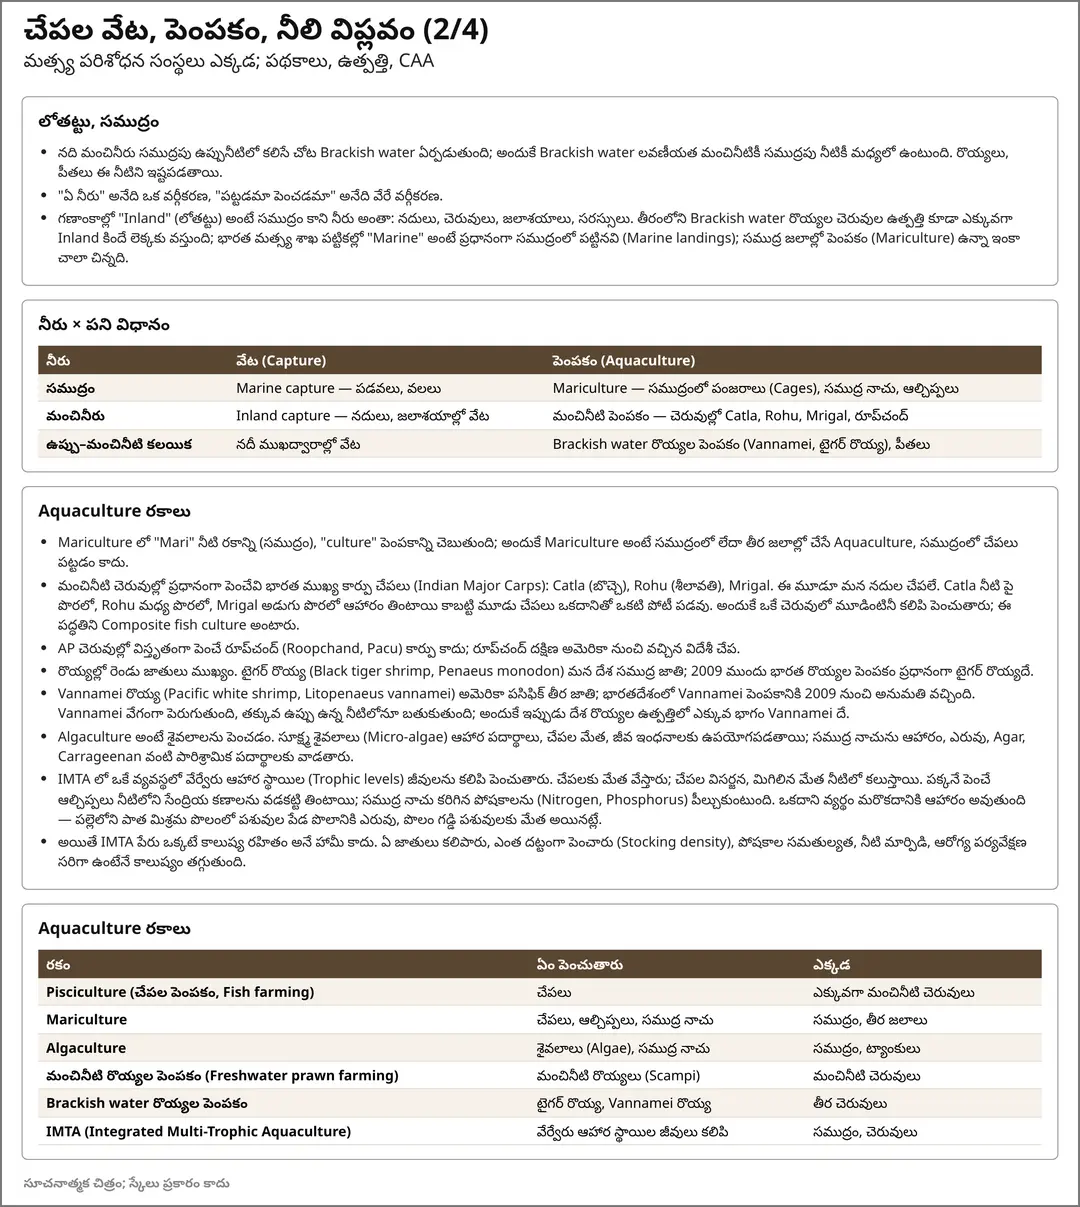 చేపల వేట, పెంపకం, నీలి విప్లవం (2/4)
మత్స్య పరిశోధన సంస్థలు ఎక్కడ; పథకాలు, ఉత్పత్తి, CAA
లోతట్టు, సముద్రం
• నది మంచినీరు సముద్రపు ఉప్పునీటిలో కలిసే చోట Brackish water ఏర్పడుతుంది; అందుకే Brackish water లవణీయత మంచినీటికీ సముద్రపు నీటికీ మధ్యలో ఉంటుంది. రొయ్యలు,
పీతలు ఈ నీటిని ఇష్టపడతాయి.
• "ఏ నీరు" అనేది ఒక వర్గీకరణ, "పట్టడమా పెంచడమా" అనేది వేరే వర్గీకరణ.
• గణాంకాల్లో "Inland" (లోతట్టు) అంటే సముద్రం కాని నీరు అంతా: నదులు, చెరువులు, జలాశయాలు, సరస్సులు. తీరంలోని Brackish water రొయ్యల చెరువుల ఉత్పత్తి కూడా ఎక్కువగా
Inland కిందే లెక్కకు వస్తుంది; భారత మత్స్య శాఖ పట్టికల్లో "Marine" అంటే ప్రధానంగా సముద్రంలో పట్టినవి (Marine landings); సముద్ర జలాల్లో పెంపకం (Mariculture) ఉన్నా ఇంకా
చాలా చిన్నది.
నీరు × పని విధానం
నీరు వేట (Capture) పెంపకం (Aquaculture)
సముద్రం Marine capture — పడవలు, వలలు Mariculture — సముద్రంలో పంజరాలు (Cages), సముద్ర నాచు, ఆల్చిప్పలు
మంచినీరు Inland capture — నదులు, జలాశయాల్లో వేట మంచినీటి పెంపకం — చెరువుల్లో Catla, Rohu, Mrigal, రూప్‌చంద్
ఉప్పు–మంచినీటి కలయిక నదీ ముఖద్వారాల్లో వేట Brackish water రొయ్యల పెంపకం (Vannamei, టైగర్ రొయ్య), పీతలు
Aquaculture రకాలు
• Mariculture లో "Mari" నీటి రకాన్ని (సముద్రం), "culture" పెంపకాన్ని చెబుతుంది; అందుకే Mariculture అంటే సముద్రంలో లేదా తీర జలాల్లో చేసే Aquaculture, సముద్రంలో చేపలు
పట్టడం కాదు.
• మంచినీటి చెరువుల్లో ప్రధానంగా పెంచేవి భారత ముఖ్య కార్పు చేపలు (Indian Major Carps): Catla (బొచ్చె), Rohu (శీలావతి), Mrigal. ఈ మూడూ మన నదుల చేపలే. Catla నీటి పై
పొరలో, Rohu మధ్య పొరలో, Mrigal అడుగు పొరలో ఆహారం తింటాయి కాబట్టి మూడు చేపలు ఒకదానితో ఒకటి పోటీ పడవు. అందుకే ఒకే చెరువులో మూడింటినీ కలిపి పెంచుతారు; ఈ
పద్ధతిని Composite fish culture అంటారు.
• AP చెరువుల్లో విస్తృతంగా పెంచే రూప్‌చంద్ (Roopchand, Pacu) కార్పు కాదు; రూప్‌చంద్ దక్షిణ అమెరికా నుంచి వచ్చిన విదేశీ చేప.
• రొయ్యల్లో రెండు జాతులు ముఖ్యం. టైగర్ రొయ్య (Black tiger shrimp, Penaeus monodon) మన దేశ సముద్ర జాతి; 2009 ముందు భారత రొయ్యల పెంపకం ప్రధానంగా టైగర్ రొయ్యదే.
• Vannamei రొయ్య (Pacific white shrimp, Litopenaeus vannamei) అమెరికా పసిఫిక్ తీర జాతి; భారతదేశంలో Vannamei పెంపకానికి 2009 నుంచి అనుమతి వచ్చింది.
Vannamei వేగంగా పెరుగుతుంది, తక్కువ ఉప్పు ఉన్న నీటిలోనూ బతుకుతుంది; అందుకే ఇప్పుడు దేశ రొయ్యల ఉత్పత్తిలో ఎక్కువ భాగం Vannamei దే.
• Algaculture అంటే శైవలాలను పెంచడం. సూక్ష్మ శైవలాలు (Micro-algae) ఆహార పదార్థాలు, చేపల మేత, జీవ ఇంధనాలకు ఉపయోగపడతాయి; సముద్ర నాచును ఆహారం, ఎరువు, Agar,
Carrageenan వంటి పారిశ్రామిక పదార్థాలకు వాడతారు.
• IMTA లో ఒకే వ్యవస్థలో వేర్వేరు ఆహార స్థాయిల (Trophic levels) జీవులను కలిపి పెంచుతారు. చేపలకు మేత వేస్తారు; చేపల విసర్జన, మిగిలిన మేత నీటిలో కలుస్తాయి. పక్కనే పెంచే
ఆల్చిప్పలు నీటిలోని సేంద్రియ కణాలను వడకట్టి తింటాయి; సముద్ర నాచు కరిగిన పోషకాలను (Nitrogen, Phosphorus) పీల్చుకుంటుంది. ఒకదాని వ్యర్థం మరొకదానికి ఆహారం అవుతుంది
— పల్లెలోని పాత మిశ్రమ పొలంలో పశువుల పేడ పొలానికి ఎరువు, పొలం గడ్డి పశువులకు మేత అయినట్లే.
• అయితే IMTA పేరు ఒక్కటే కాలుష్య రహితం అనే హామీ కాదు. ఏ జాతులు కలిపారు, ఎంత దట్టంగా పెంచారు (Stocking density), పోషకాల సమతుల్యత, నీటి మార్పిడి, ఆరోగ్య పర్యవేక్షణ
సరిగా ఉంటేనే కాలుష్యం తగ్గుతుంది.
Aquaculture రకాలు
రకం ఏం పెంచుతారు ఎక్కడ
Pisciculture (చేపల పెంపకం, Fish farming) చేపలు ఎక్కువగా మంచినీటి చెరువులు
Mariculture చేపలు, ఆల్చిప్పలు, సముద్ర నాచు సముద్రం, తీర జలాలు
Algaculture శైవలాలు (Algae), సముద్ర నాచు సముద్రం, ట్యాంకులు
మంచినీటి రొయ్యల పెంపకం (Freshwater prawn farming) మంచినీటి రొయ్యలు (Scampi) మంచినీటి చెరువులు
Brackish water రొయ్యల పెంపకం టైగర్ రొయ్య, Vannamei రొయ్య తీర చెరువులు
IMTA (Integrated Multi-Trophic Aquaculture) వేర్వేరు ఆహార స్థాయిల జీవులు కలిపి సముద్రం, చెరువులు
సూచనాత్మక చిత్రం; స్కేలు ప్రకారం కాదు